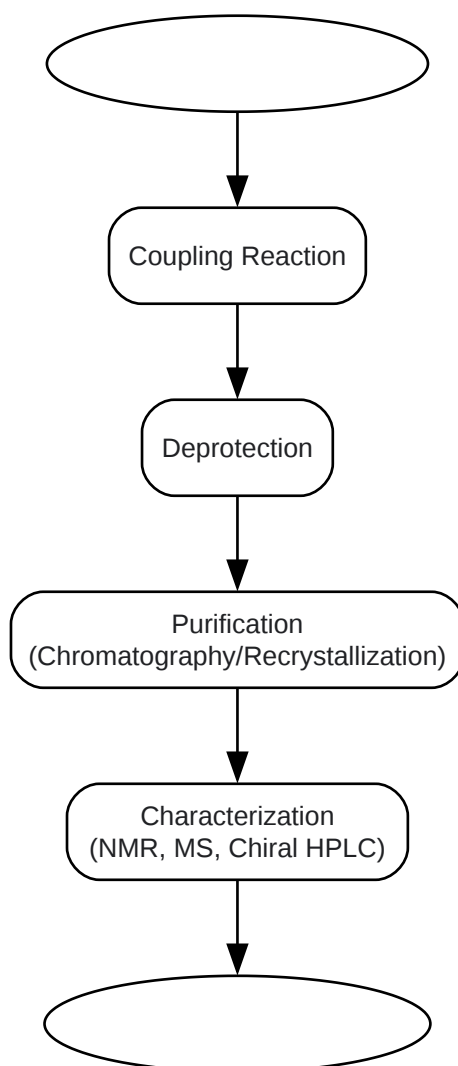 Coupling Reaction
Deprotection
Purification
(Chromatography/Recrystallization)
Characterization
(NMR, MS, Chiral HPLC)